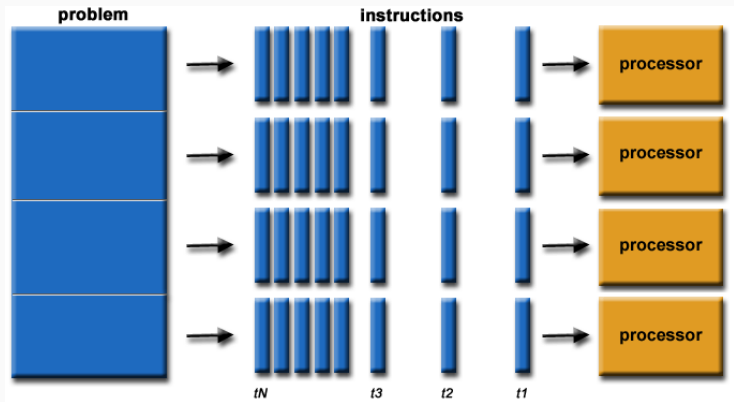 problem
instructions
processor
processor
processor
processor
tN
t3
t2
t1